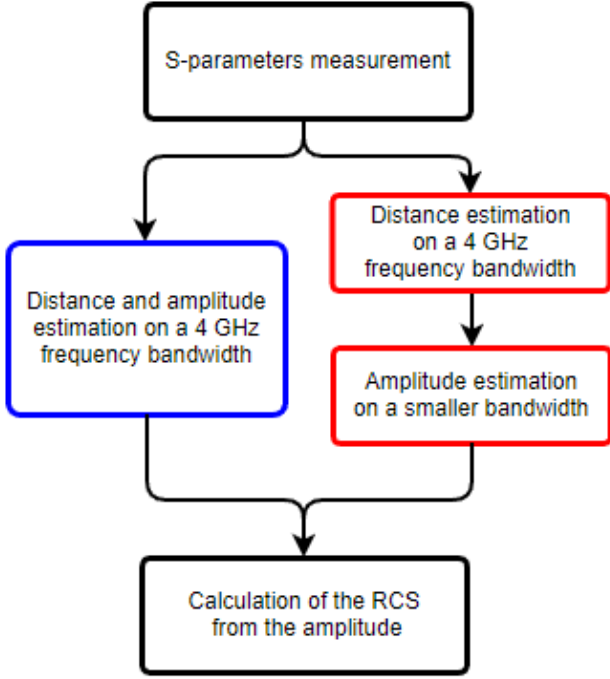 S-parameters measurement
Distance and amplitude
estimation on a 4 GHz
frequency bandwidth
Distance estimation
on a 4 GHz
frequency bandwidth
Amplitude estimation
on a smaller bandwidth
Calculation of the RCS
from the amplitude